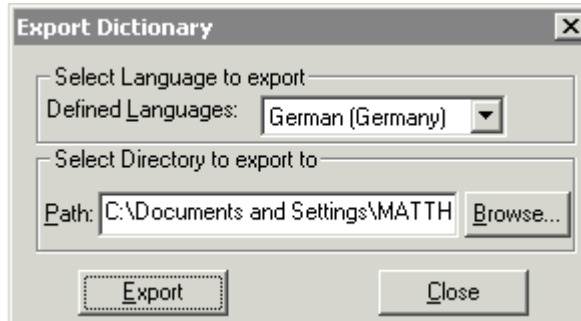 Export Dictionary
Select Language to export
Defined Languages: German (Germany)
Select Directory to export to
Path: C:\Documents and Settings\MATTH Browse...
Export Close